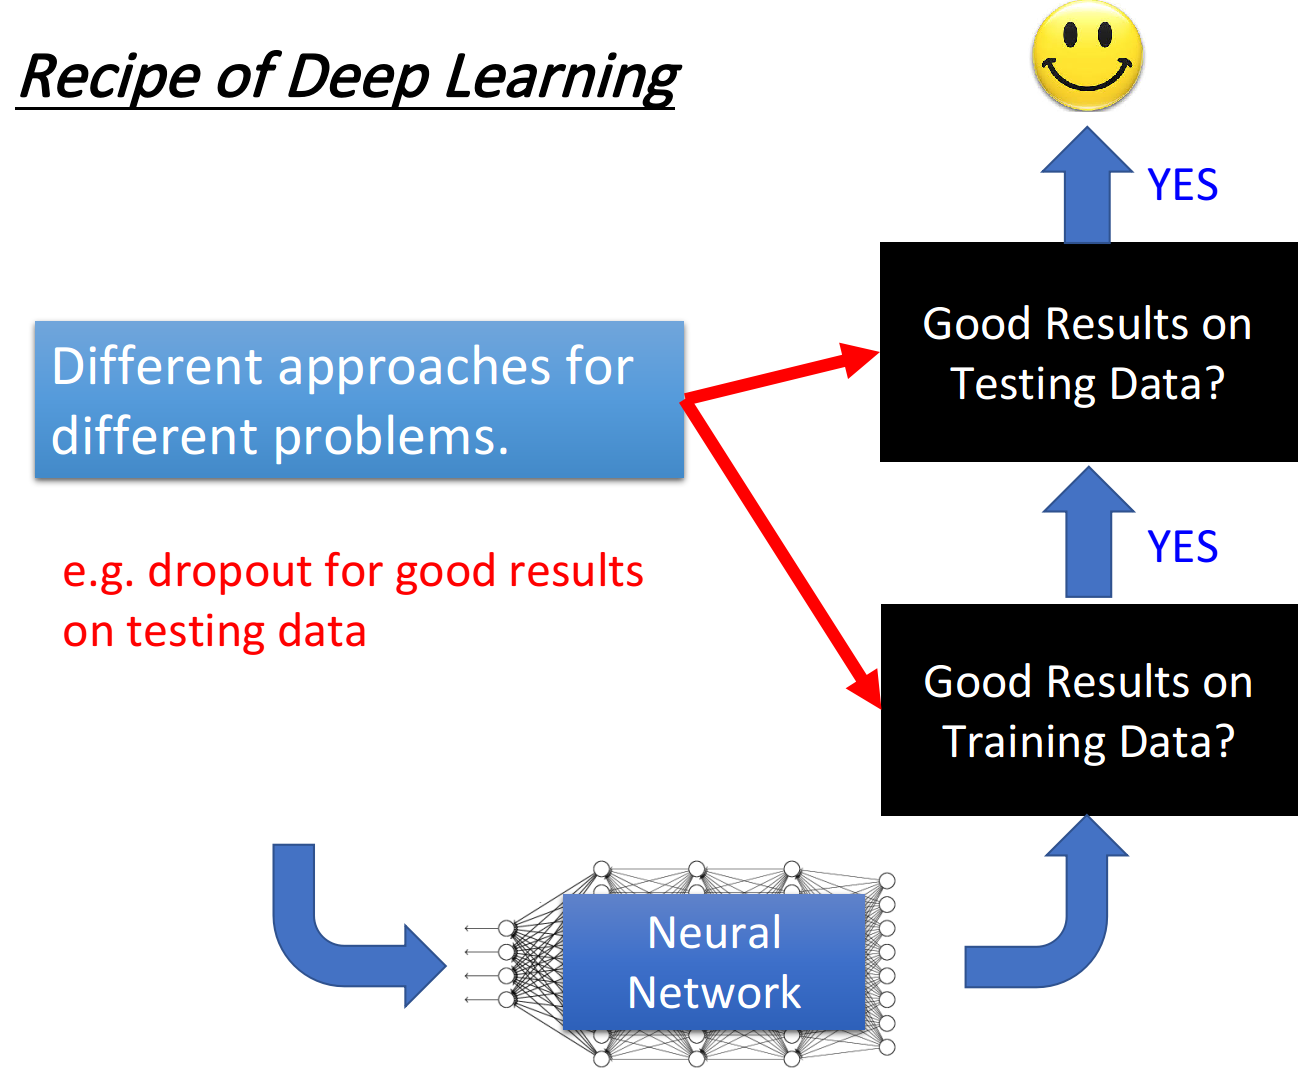 Recipe of Deep Learning
YES
Good Results on
Testing Data?
Different approaches for
different problems.
YES
e.g. dropout for good results
on testing data
Good Results on
Training Data?
Neural
Network